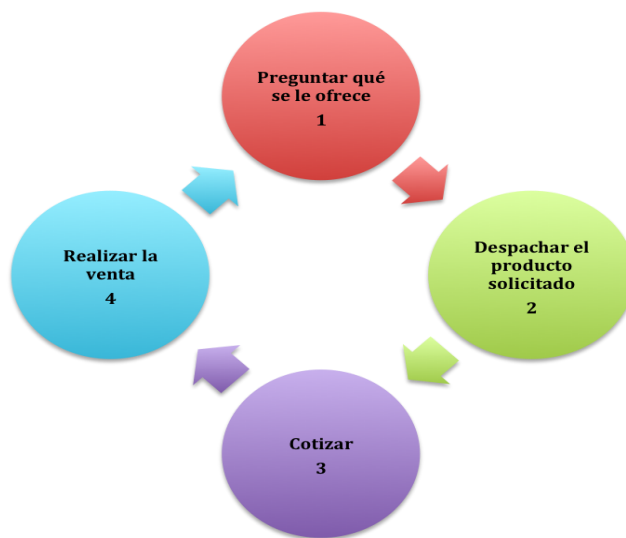 Preguntar qué
se le ofrece
1
Despachar el
producto
solicitado
2
Cotizar
3
Realizar la
venta
4